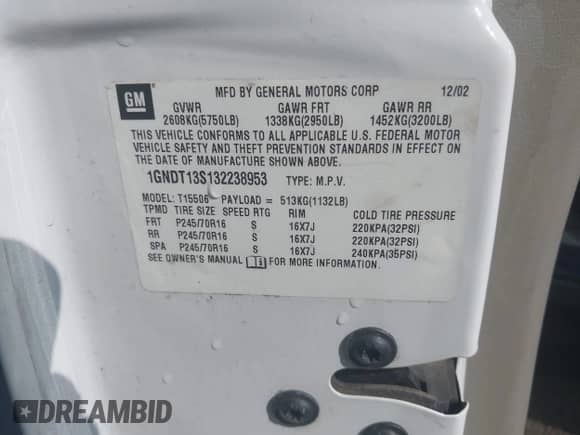 GM
MFD BY GENERAL MOTORS CORP 12/02
GVWR GAWR FRT GAWR RR
2608KG(5750LB) 1338KG(2950LB) 1452KG(3200LB)
THIS VEHICLE CONFORMS TO ALL APPLICABLE U.S. FEDERAL MOTOR
VEHICLE SAFETY AND THEFT PREVENTION STANDARDS IN EFFECT ON
THE DATE OF MANUFACTURE SHOWN ABOVE.
1GNDT13S132238953 TYPE: M.P.V.
MODEL: T15506 PAYLOAD = 513KG(1132LB)
TPMD TIRE SIZE SPEED RTG RIM COLD TIRE PRESSURE
FRT P245/70R16 S 16X7J 220KPA(32PSI)
RR P245/70R16 S 16X7J 220KPA(32PSI)
SPA P245/70R16 S 16X7J 240KPA(35PSI)
SEE OWNER'S MANUAL FOR MORE INFORMATION.
DREAMBID